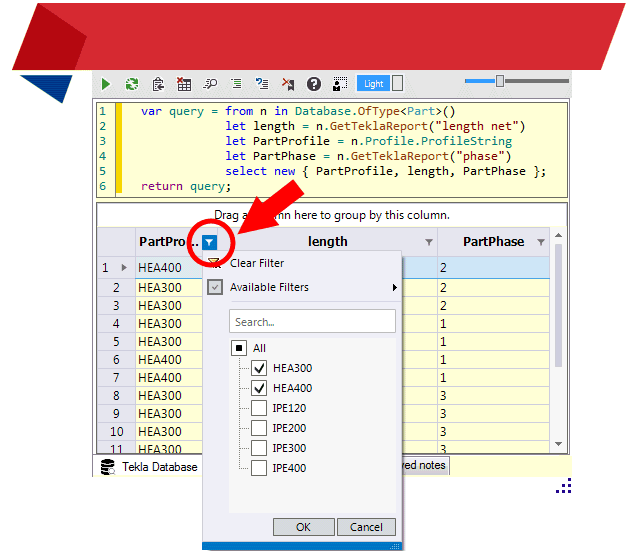 Light
1 var query = from n in Database.OfType<Part>()
2 let length = n.GetTeklaReport("length net")
3 let PartProfile = n.Profile.ProfileString
4 let PartPhase = n.GetTeklaReport("phase")
5 select new { PartProfile, length, PartPhase };
6 return query;
Drag a umn here to group by this column.
PartPro... length PartPhase
1 HEA400 2
2 HEA300 2
3 HEA300 2
4 HEA300 1
5 HEA300 1
6 HEA400 1
7 HEA400 1
8 HEA300 3
9 HEA300 3
10 HEA300 3
11 HEA300 3
Clear Filter
Available Filters
Search...
All
HEA300
HEA400
IPE120
IPE200
IPE300
IPE400
OK Cancel
Tekla Database ved notes